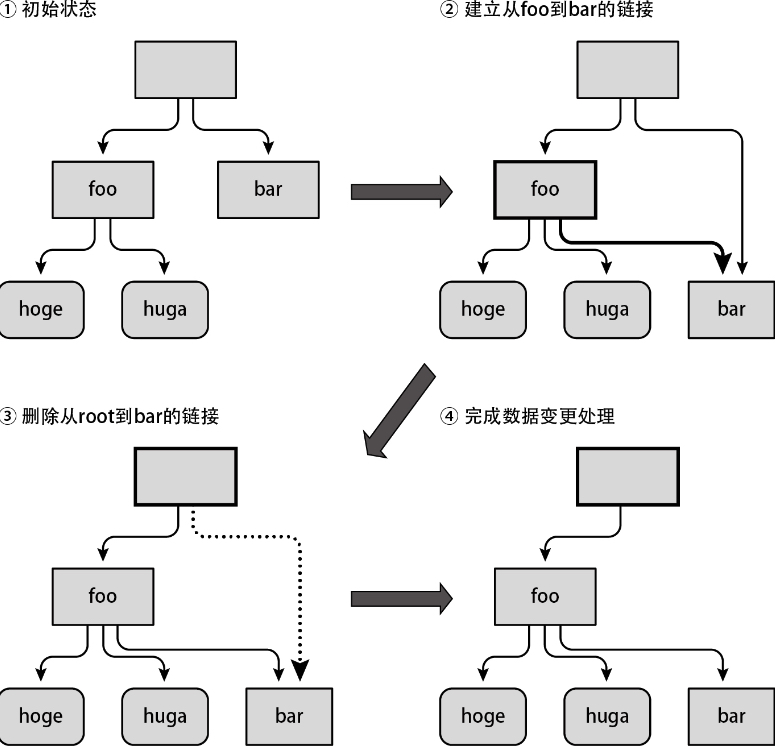 ① 初始状态
② 建立从foo到bar的链接
foo
bar
foo
hoge
huga
hoge
huga
bar
③ 删除从root到bar的链接
④ 完成数据变更处理
foo
foo
hoge
huga
bar
hoge
huga
bar